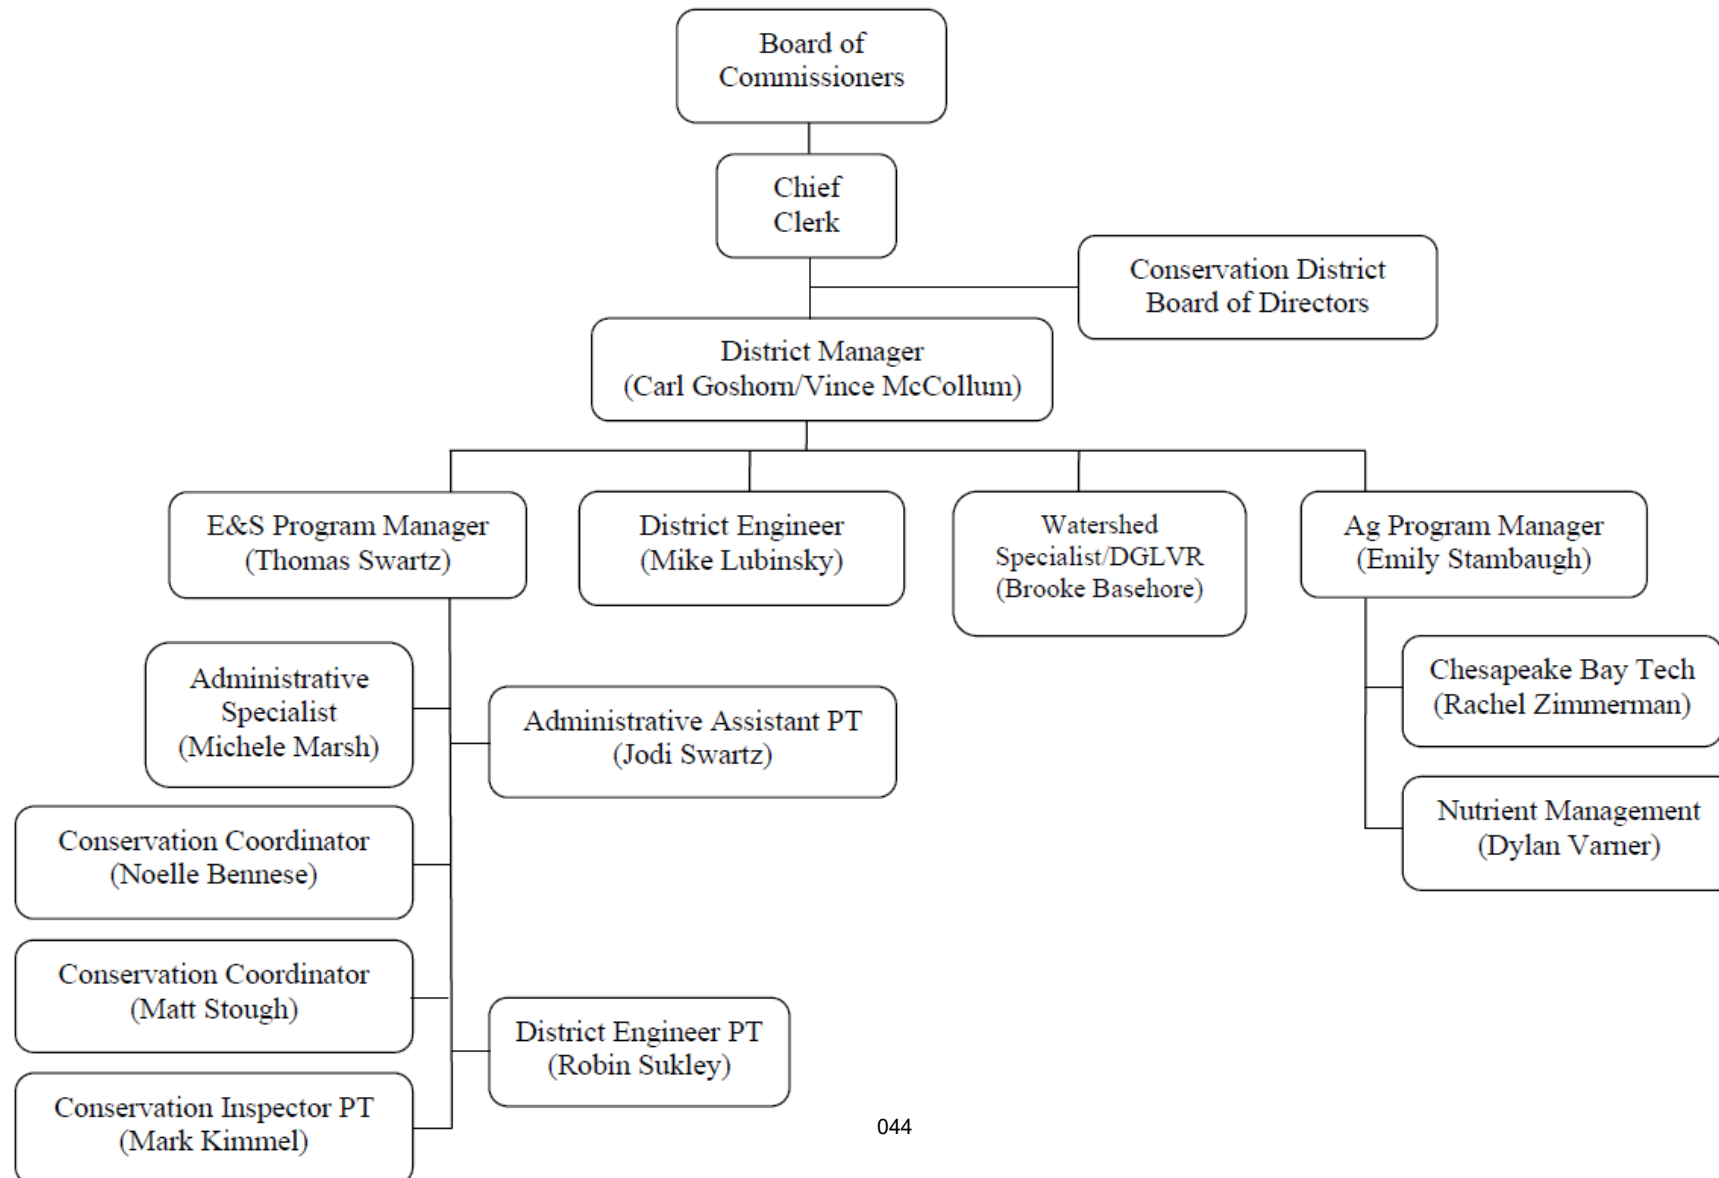 Board of
Commissioners
Chief
Clerk
Conservation District
Board of Directors
District Manager
(Carl Goshorn/Vince McCollum)
E&S Program Manager
(Thomas Swartz)
District Engineer
(Mike Lubinsky)
Watershed
Specialist/DGLVR
(Brooke Basehore)
Ag Program Manager
(Emily Stambaugh)
Administrative
Specialist
(Michele Marsh)
Administrative Assistant PT
(Jodi Swartz)
Chesapeake Bay Tech
(Rachel Zimmerman)
Nutrient Management
(Dylan Varner)
Conservation Coordinator
(Noelle Bennese)
Conservation Coordinator
(Matt Stough)
District Engineer PT
(Robin Sukley)
Conservation Inspector PT
(Mark Kimmel)
044